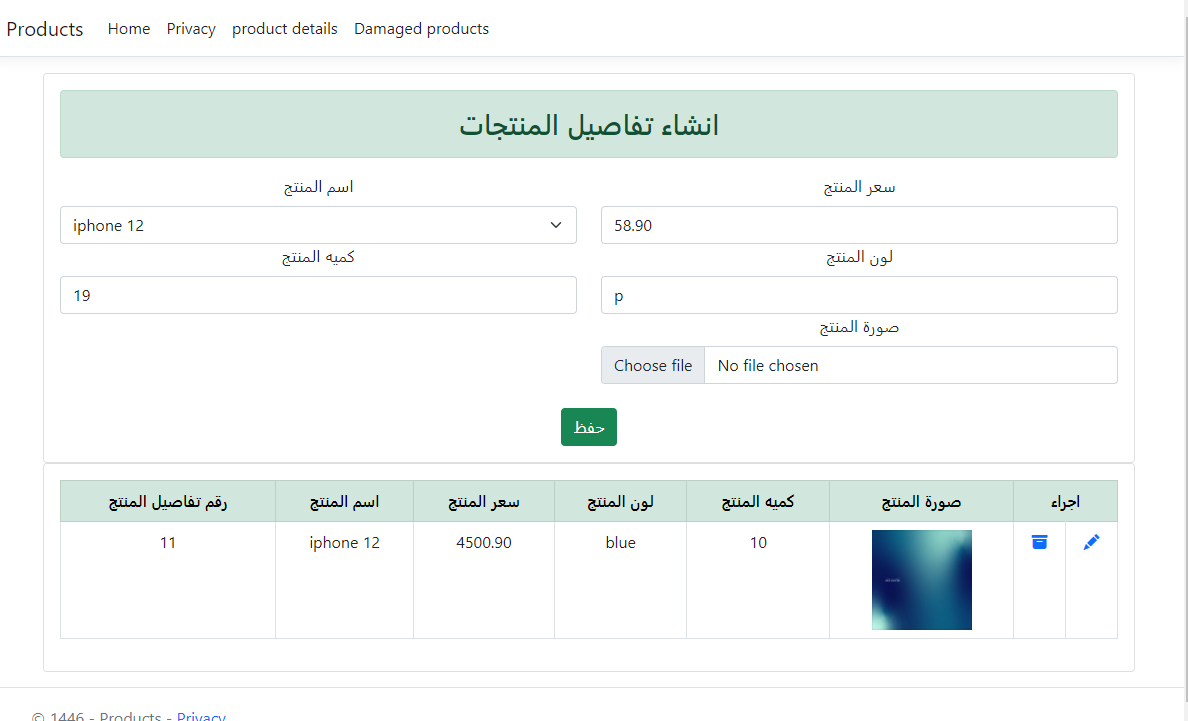 Products Home Privacy product details Damaged products
انشاء تفاصيل المنتجات
اسم المنتج سعر المنتج
iphone 12 58.90
كميه المنتج لون المنتج
19 p
صورة المنتج
Choose file No file chosen
حفظ
رقم تفاصيل المنتج اسم المنتج سعر المنتج لون المنتج كميه المنتج صورة المنتج اجراء
11 iphone 12 4500.90 blue 10
© 1446 - Products - Privacy